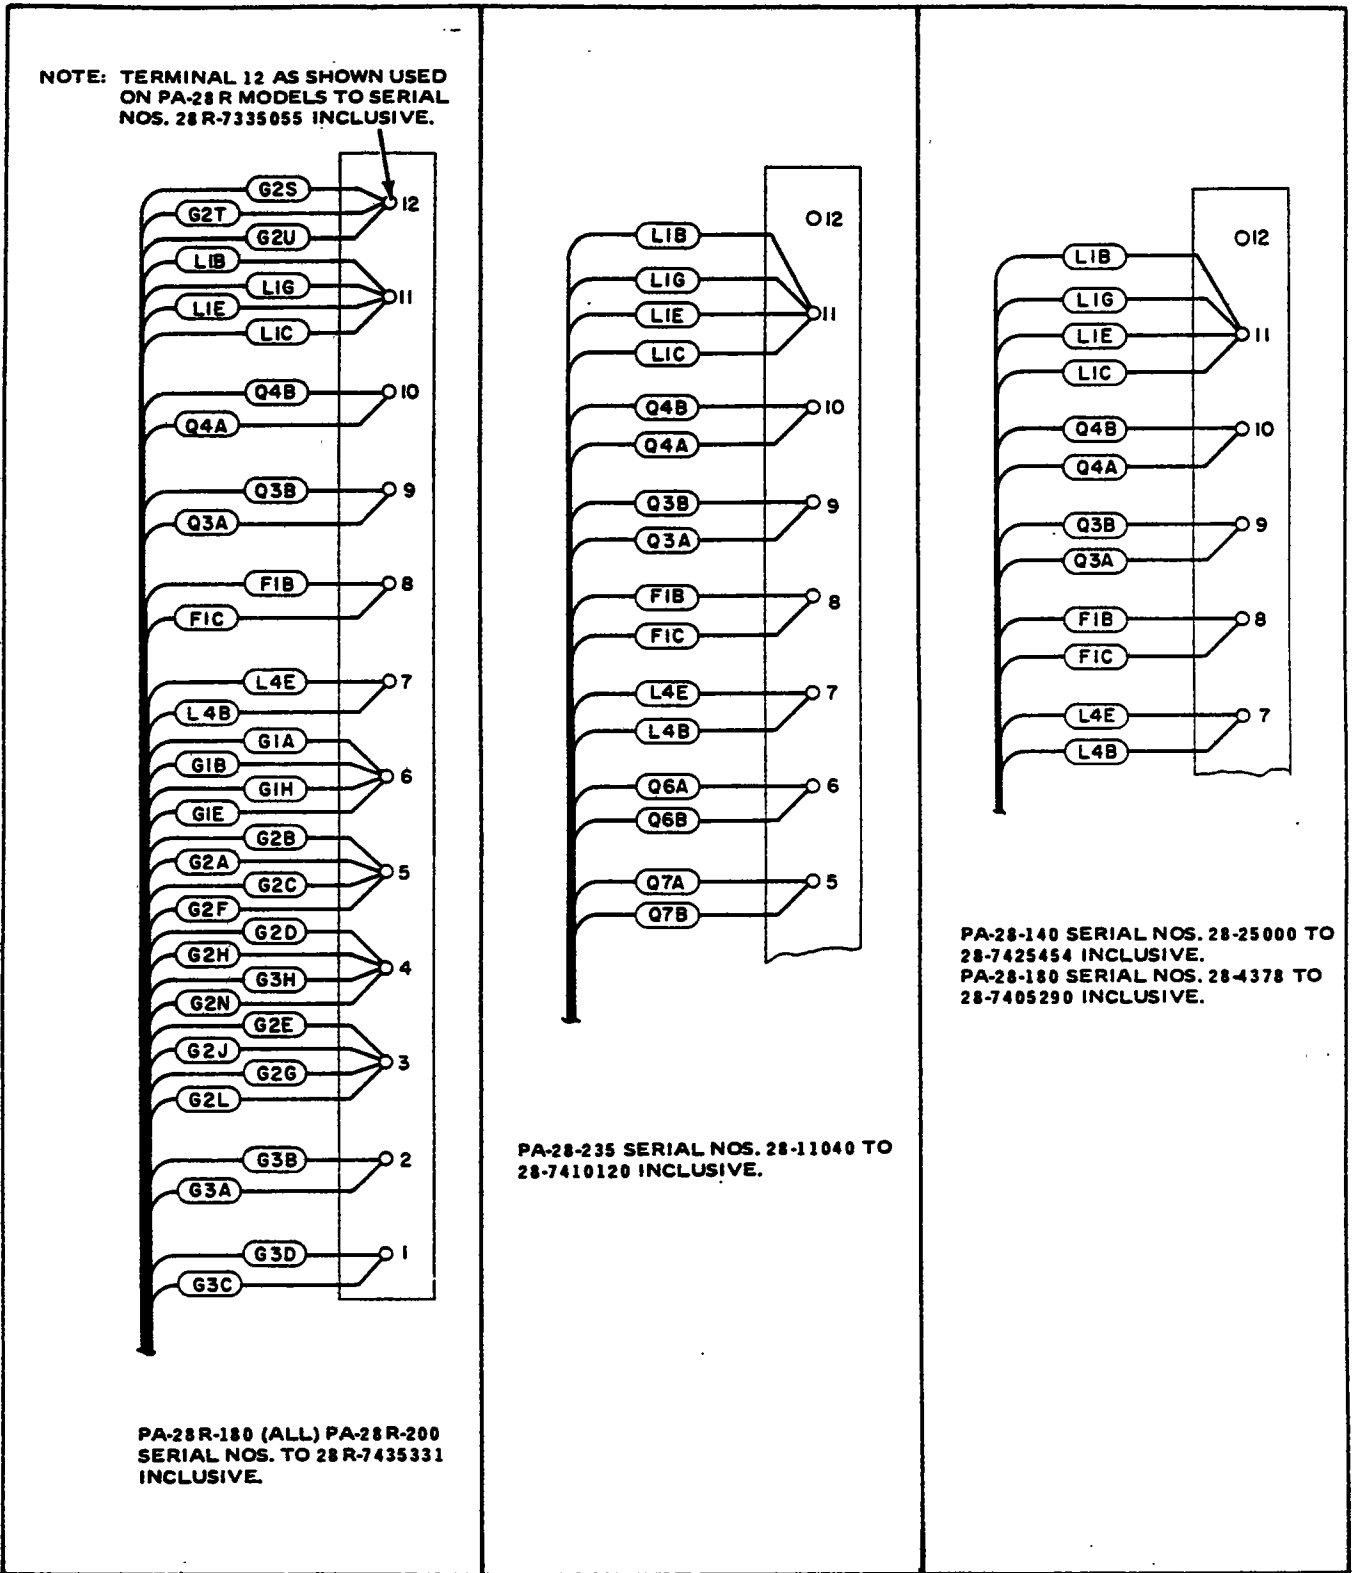 NOTE: TERMINAL 12 AS SHOWN USED
ON PA-28R MODELS TO SERIAL
NOS. 28R-7335055 INCLUSIVE.
G2S
12
G2T
G2U
L1B
L1G
11
L1E
L1C
Q4B
10
Q4A
Q3B
9
Q3A
F1B
8
F1C
L4E
7
L4B
G1A
G1B
6
G1H
G1E
G2B
G2A
5
G2C
G2F
G2D
G2H
4
G3H
G2N
G2E
G2J
3
G2G
G2L
G3B
2
G3A
G3D
1
G3C
PA-28R-180 (ALL) PA-28R-200
SERIAL NOS. TO 28R-7435331
INCLUSIVE.
12
L1B
L1G
L1E
11
L1C
Q4B
10
Q4A
Q3B
9
Q3A
F1B
8
F1C
L4E
7
L4B
Q6A
6
Q6B
Q7A
5
Q7B
PA-28-235 SERIAL NOS. 28-11040 TO
28-7410120 INCLUSIVE.
12
L1B
L1G
L1E
11
L1C
Q4B
10
Q4A
Q3B
9
Q3A
F1B
8
F1C
L4E
7
L4B
PA-28-140 SERIAL NOS. 28-25000 TO
28-7425454 INCLUSIVE.
PA-28-180 SERIAL NOS. 28-4378 TO
28-7405290 INCLUSIVE.